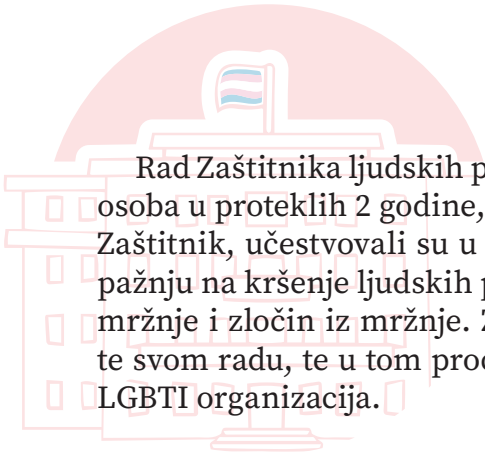 Rad Zaštitnika ljudskih p
osoba u proteklih 2 godine,
Zaštitnik, učestvovali su u
pažnju na kršenje ljudskih p
mržnje i zločin iz mržnje. Z
te svom radu, te u tom proc
LGBTI organizacija.